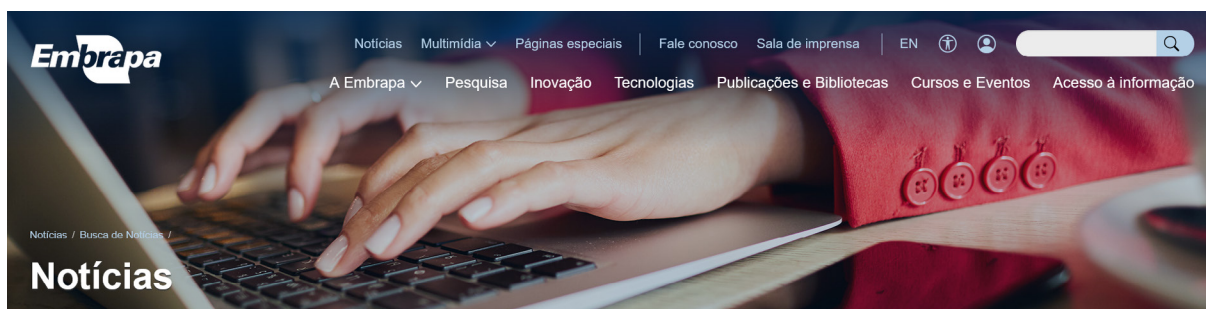 Embrapa
Notícias Multimídia Páginas especiais Fale conosco Sala de imprensa EN
A Embrapa Pesquisa Inovação Tecnologias Publicações e Bibliotecas Cursos e Eventos Acesso à informação
Notícias / Busca de Notícias /
Notícias